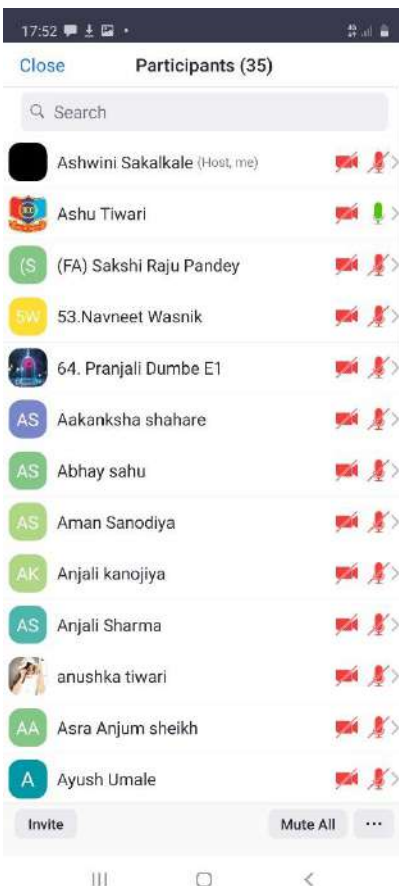 17:52
Close Participants (35)
Search
Ashwini Sakalkale (Host, me)
Ashu Tiwari
(S (FA) Sakshi Raju Pandey
5W 53.Navneet Wasnik
64. Pranjali Dumbe E1
AS Aakanksha shahare
AS Abhay sahu
AS Aman Sanodiya
AK Anjali kanojiya
AS Anjali Sharma
anushka tiwari
AA Asra Anjum sheikh
A Ayush Umale
Invite Mute All ...